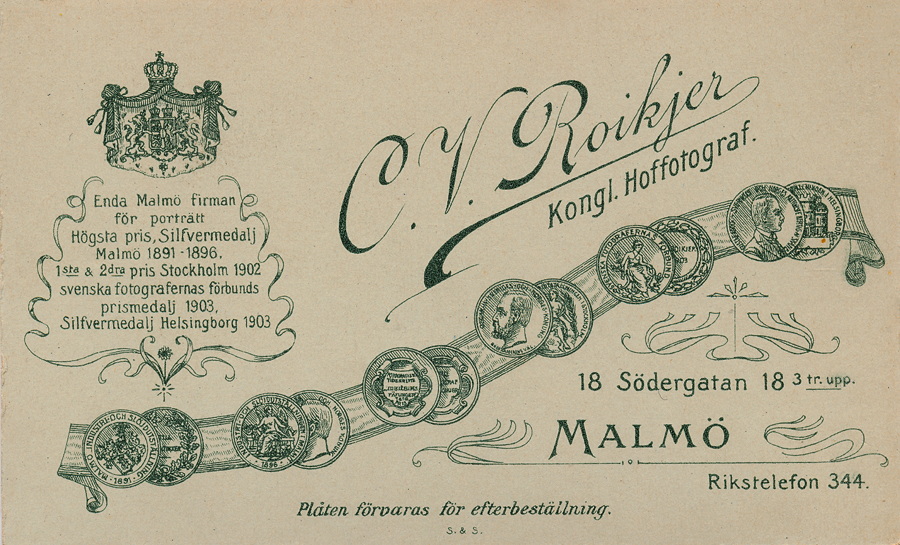 Enda Malmö firman
för porträtt
Högsta pris, Silfvermedalj
Malmö 1891-1896,
1sta & 2dra pris Stockholm 1902
svenska fotografernas förbunds
prismedalj 1903,
Silfvermedalj Helsingborg 1903
C. V. Roikjer
Kongl. Hoffotograf.
1891
1896
18 Södergatan 18 3 tr. upp.
MALMÖ
Rikstelefon 344.
Plåten förvaras för efterbeställning.
S. & S.